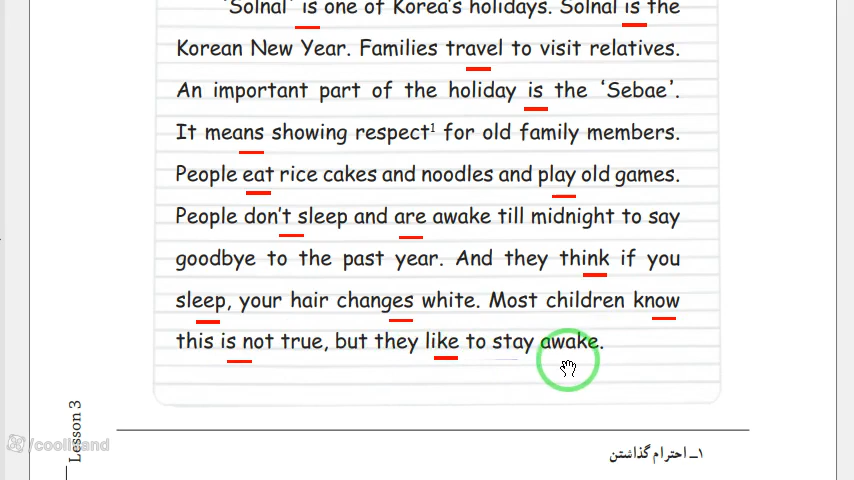 'Solnal' is one of Korea's holidays. Solnal is the
Korean New Year. Families travel to visit relatives.
An important part of the holiday is the 'Sebae'.
It means showing respect¹ for old family members.
People eat rice cakes and noodles and play old games.
People don't sleep and are awake till midnight to say
goodbye to the past year. And they think if you
sleep, your hair changes white. Most children know
this is not true, but they like to stay awake.
Lesson 3
۱ـ احترام گذاشتن